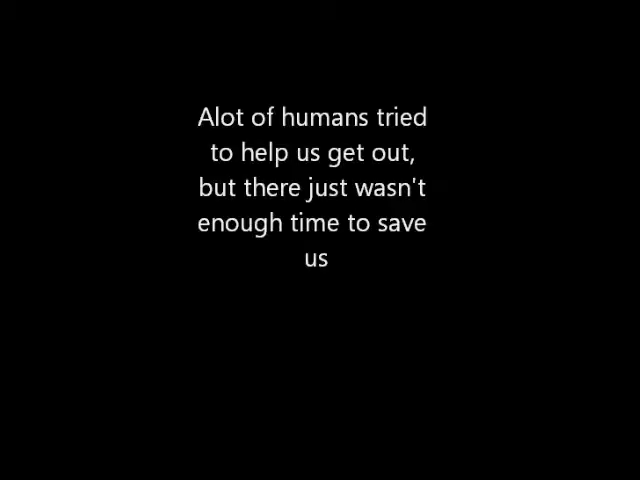 Alot of humans tried
to help us get out,
but there just wasn't
enough time to save
us